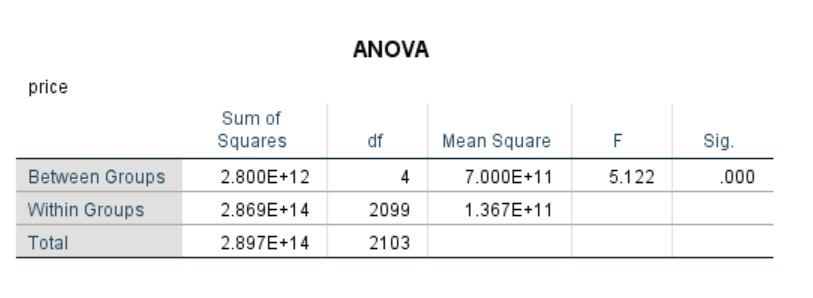 ANOVA
price
Sum of
Squares df Mean Square F Sig.
Between Groups 2.800E+12 4 7.000E+11 5.122 .000
Within Groups 2.869E+14 2099 1.367E+11
Total 2.897E+14 2103